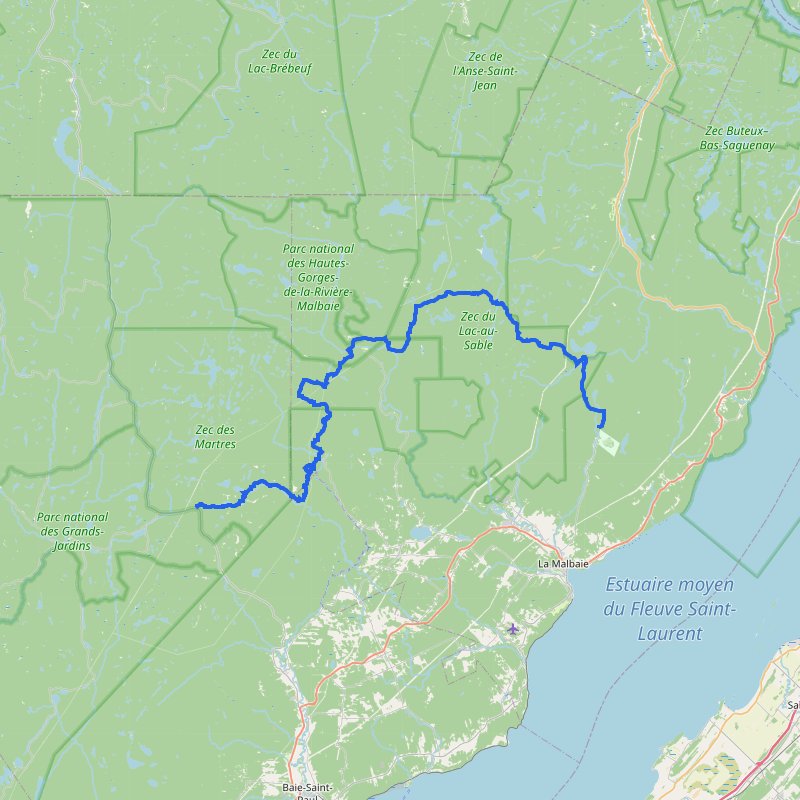 Zec du
Lac-Brébeuf
Zec de
l'Anse-Saint-
Jean
Zec Buteux–
Bas-Saguenay
Parc national
des Hautes-
Gorges-
de-la-Rivière-
Malbaie
Zec du
Lac-au-
Sable
Zec des
Martres
Parc national
des Grands-
Jardins
La Malbaie
Estuaire moyen
du Fleuve Saint-
Laurent
Baie-Saint-
Paul